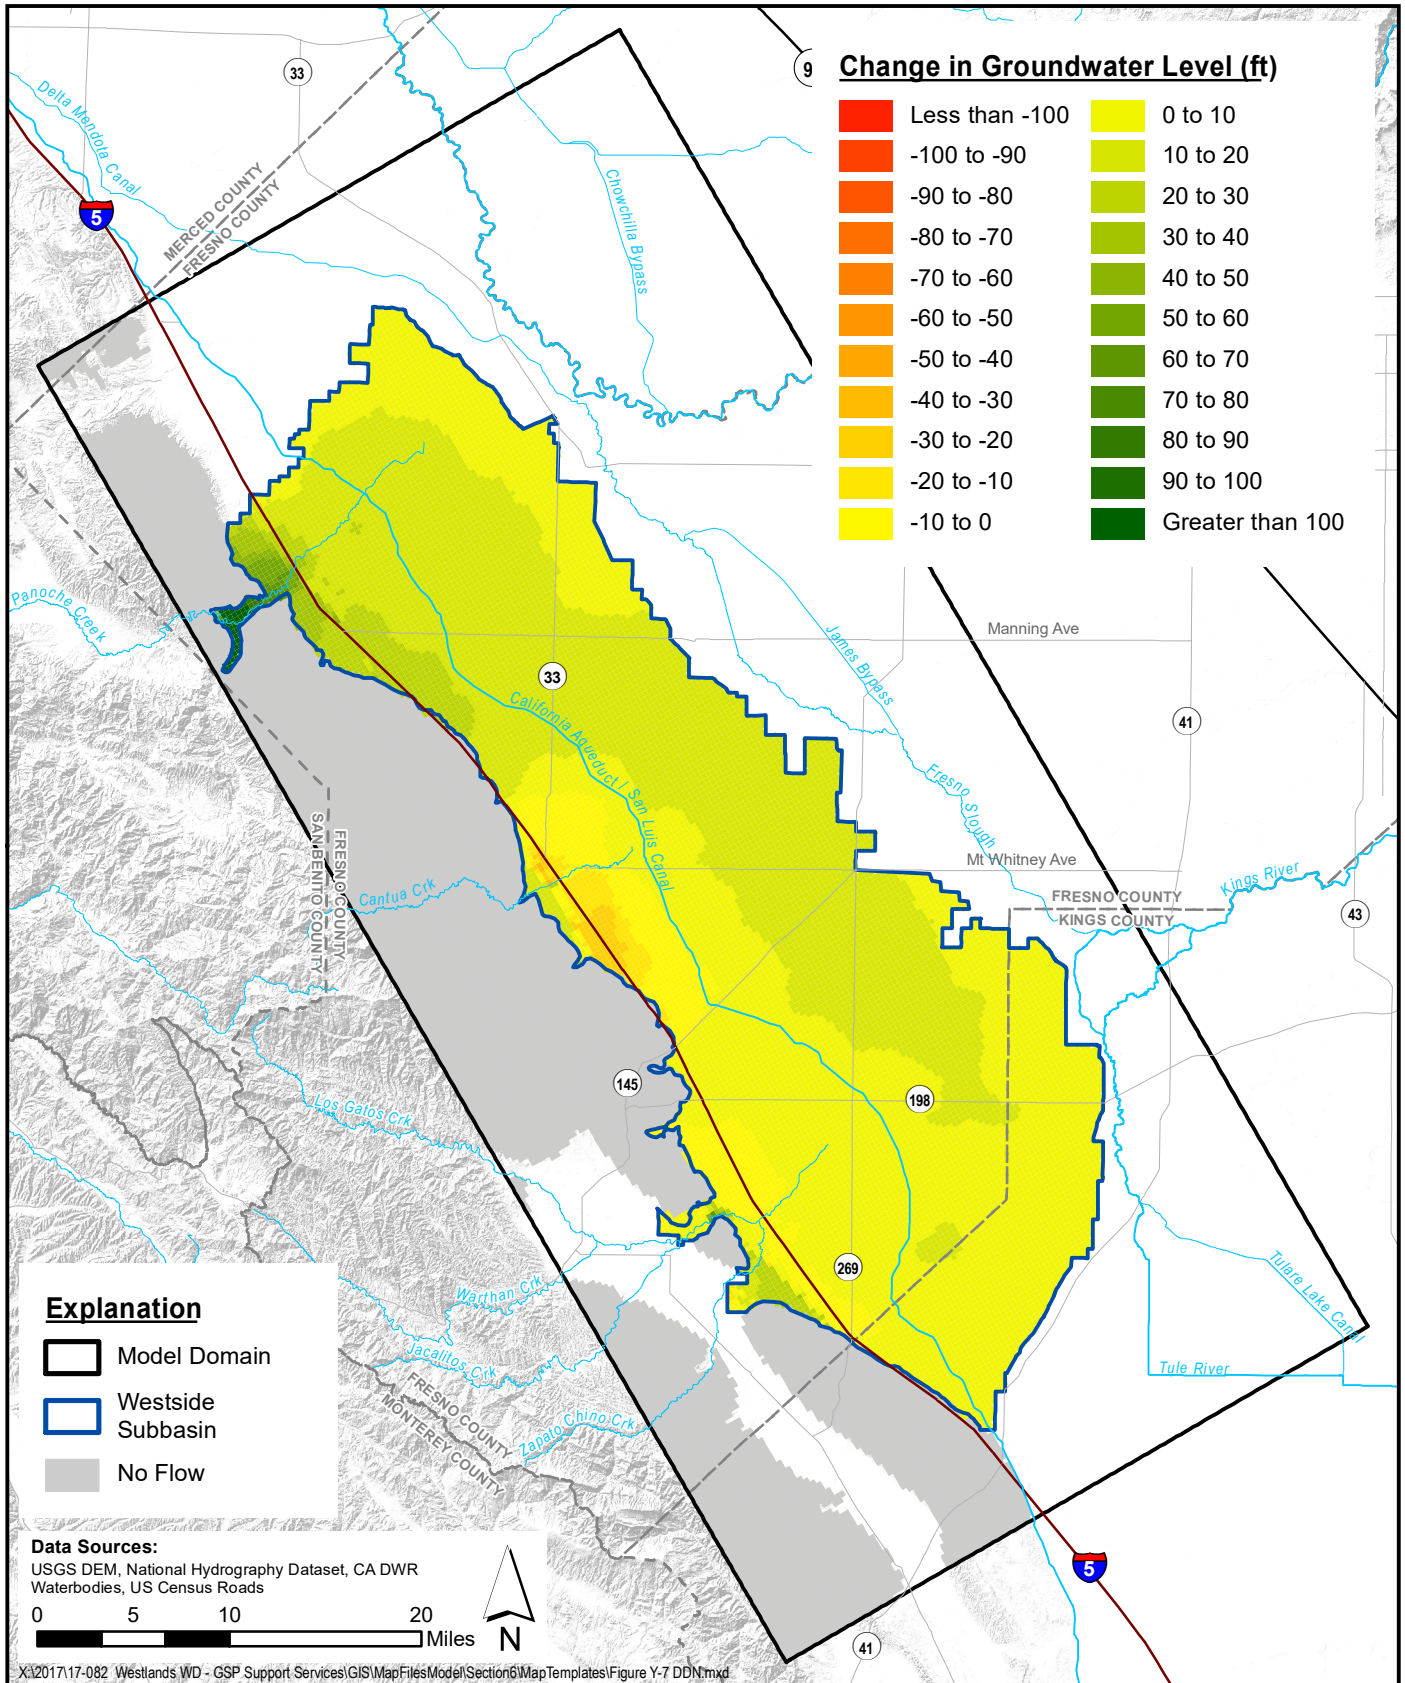 33
9
Change in Groundwater Level (ft)
Less than -100
-100 to -90
-90 to -80
-80 to -70
-70 to -60
-60 to -50
-50 to -40
-40 to -30
-30 to -20
-20 to -10
-10 to 0
0 to 10
10 to 20
20 to 30
30 to 40
40 to 50
50 to 60
60 to 70
70 to 80
80 to 90
90 to 100
Greater than 100
Delta Mendota Canal
5
MERCED COUNTY
FRESNO COUNTY
Chowchilla Bypass
Panoche Creek
James Bypass
Manning Ave
33
41
California Aqueduct / San Luis Canal
Fresno Slough
SAN BENITO COUNTY
FRESNO COUNTY
Mt Whitney Ave
Cantua Crk
Kings River
FRESNO COUNTY
KINGS COUNTY
43
145
198
Los Gatos Crk
269
Warthan Crk
Tulare Lake Canal
Jacalitos Crk
Tule River
FRESNO COUNTY
MONTEREY COUNTY
Zapato Chino Crk
5
41
Explanation
Model Domain
Westside
Subbasin
No Flow
Data Sources:
USGS DEM, National Hydrography Dataset, CA DWR
Waterbodies, US Census Roads
0 5 10 20
Miles
N
X:\2017\17-082 Westlands WD - GSP Support Services\GIS\MapFilesModel\Section6\MapTemplates\Figure Y-7 DDN.mxd